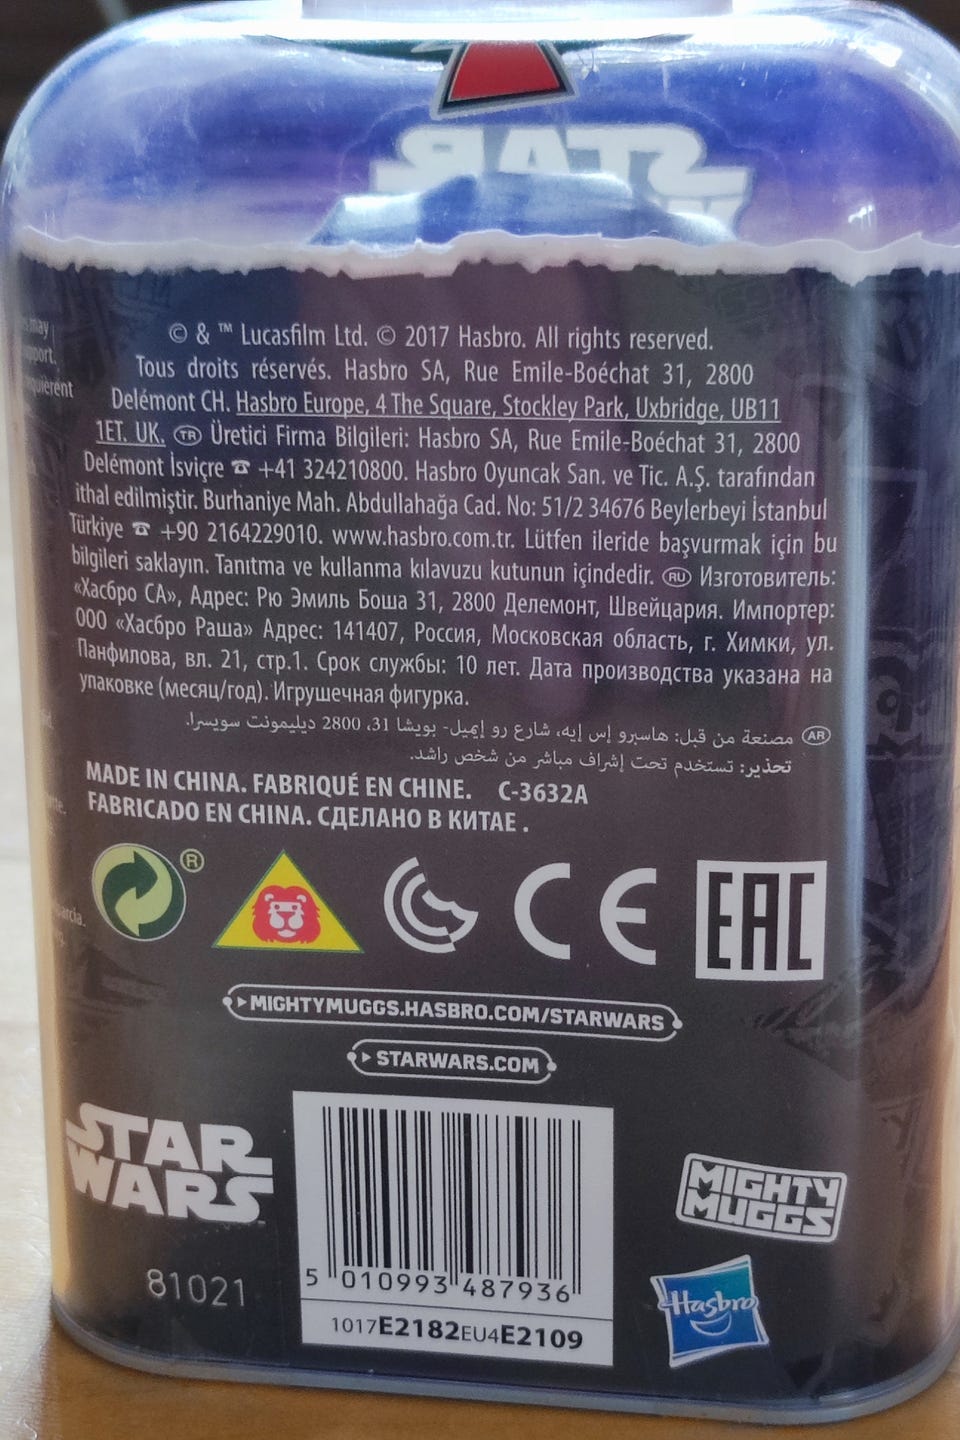 STAR
may
support.
requièrent
© & ™ Lucasfilm Ltd. © 2017 Hasbro. All rights reserved.
Tous droits réservés. Hasbro SA, Rue Emile-Boéchat 31, 2800
Delémont CH. Hasbro Europe, 4 The Square, Stockley Park, Uxbridge, UB11
1ET. UK. TR Üretici Firma Bilgileri: Hasbro SA, Rue Emile-Boéchat 31, 2800
Delémont İsviçre ☎ +41 324210800. Hasbro Oyuncak San. ve Tic. A.Ş. tarafından
ithal edilmiştir. Burhaniye Mah. Abdullahağa Cad. No: 51/2 34676 Beylerbeyi İstanbul
Türkiye ☎ +90 2164229010. www.hasbro.com.tr. Lütfen ileride başvurmak için bu
bilgileri saklayın. Tanıtma ve kullanma kılavuzu kutunun içindedir. RU Изготовитель:
«Хасбро СА», Адрес: Рю Эмиль Боша 31, 2800 Делемонт, Швейцария. Импортер:
ООО «Хасбро Раша» Адрес: 141407, Россия, Московская область, г. Химки, ул.
Панфилова, вл. 21, стр.1. Срок службы: 10 лет. Дата производства указана на
упаковке (месяц/год). Игрушечная фигурка.
AR مصنعة من قبل: هاسبرو إس إيه، شارع رو إيميل- بويشا 31، 2800 ديليمونت سويسرا.
تحذير: تستخدم تحت إشراف مباشر من شخص راشد.
MADE IN CHINA. FABRIQUÉ EN CHINE. C-3632A
FABRICADO EN CHINA. СДЕЛАНО В КИТАЕ .
® CE EAC
MIGHTYMUGGS.HASBRO.COM/STARWARS
STARWARS.COM
STAR
WARS
MIGHTY
MUGGS
81021
5 010993 487936
1017E2182EU4E2109
Hasbro